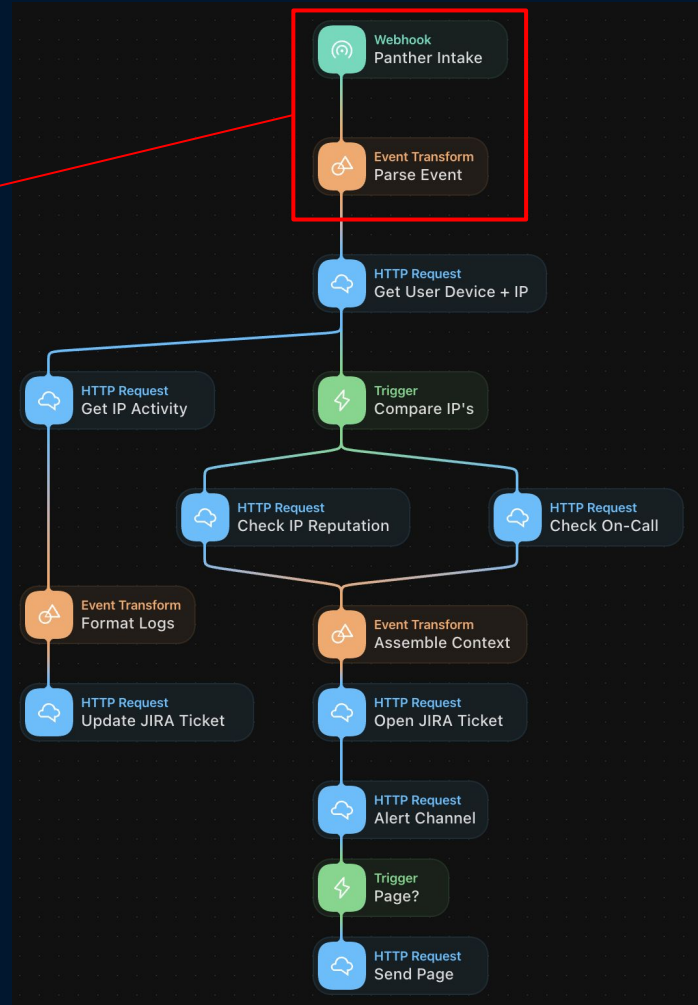 Webhook
Panther Intake
Event Transform
Parse Event
HTTP Request
Get User Device + IP
HTTP Request
Get IP Activity
Trigger
Compare IP's
HTTP Request
Check IP Reputation
HTTP Request
Check On-Call
Event Transform
Format Logs
Event Transform
Assemble Context
HTTP Request
Update JIRA Ticket
HTTP Request
Open JIRA Ticket
HTTP Request
Alert Channel
Trigger
Page?
HTTP Request
Send Page